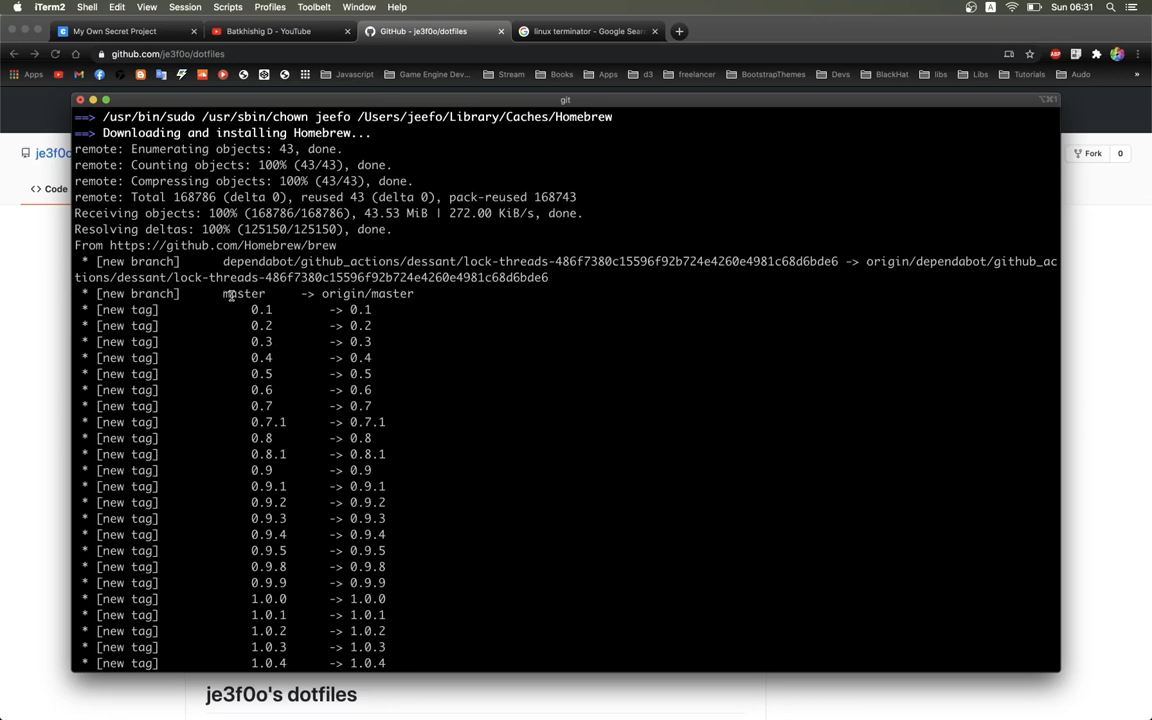 iTerm2 Shell Edit View Session Scripts Profiles Toolbelt Window Help Sun 06:31
My Own Secret Project Batkhishig D - YouTube GitHub - je3f0o/dotfiles linux terminator - Google Sear
github.com/je3f0o/dotfiles
Apps Javascript Game Engine Dev... Stream Books Apps d3 freelancer BootstrapThemes Devs BlackHat libs Libs Tutorials Audo »
git ⌥⌘1
==> /usr/bin/sudo /usr/sbin/chown jeefo /Users/jeefo/Library/Caches/Homebrew
==> Downloading and installing Homebrew...
remote: Enumerating objects: 43, done.
remote: Counting objects: 100% (43/43), done.
remote: Compressing objects: 100% (43/43), done.
remote: Total 168786 (delta 0), reused 43 (delta 0), pack-reused 168743
Receiving objects: 100% (168786/168786), 43.53 MiB | 272.00 KiB/s, done.
Resolving deltas: 100% (125150/125150), done.
From https://github.com/Homebrew/brew
* [new branch] dependabot/github_actions/dessant/lock-threads-486f7380c15596f92b724e4260e4981c68d6bde6 -> origin/dependabot/github_ac
tions/dessant/lock-threads-486f7380c15596f92b724e4260e4981c68d6bde6
* [new branch] master -> origin/master
* [new tag] 0.1 -> 0.1
* [new tag] 0.2 -> 0.2
* [new tag] 0.3 -> 0.3
* [new tag] 0.4 -> 0.4
* [new tag] 0.5 -> 0.5
* [new tag] 0.6 -> 0.6
* [new tag] 0.7 -> 0.7
* [new tag] 0.7.1 -> 0.7.1
* [new tag] 0.8 -> 0.8
* [new tag] 0.8.1 -> 0.8.1
* [new tag] 0.9 -> 0.9
* [new tag] 0.9.1 -> 0.9.1
* [new tag] 0.9.2 -> 0.9.2
* [new tag] 0.9.3 -> 0.9.3
* [new tag] 0.9.4 -> 0.9.4
* [new tag] 0.9.5 -> 0.9.5
* [new tag] 0.9.8 -> 0.9.8
* [new tag] 0.9.9 -> 0.9.9
* [new tag] 1.0.0 -> 1.0.0
* [new tag] 1.0.1 -> 1.0.1
* [new tag] 1.0.2 -> 1.0.2
* [new tag] 1.0.3 -> 1.0.3
* [new tag] 1.0.4 -> 1.0.4
je3f0o
Fork 0
<> Code
je3f0o's dotfiles